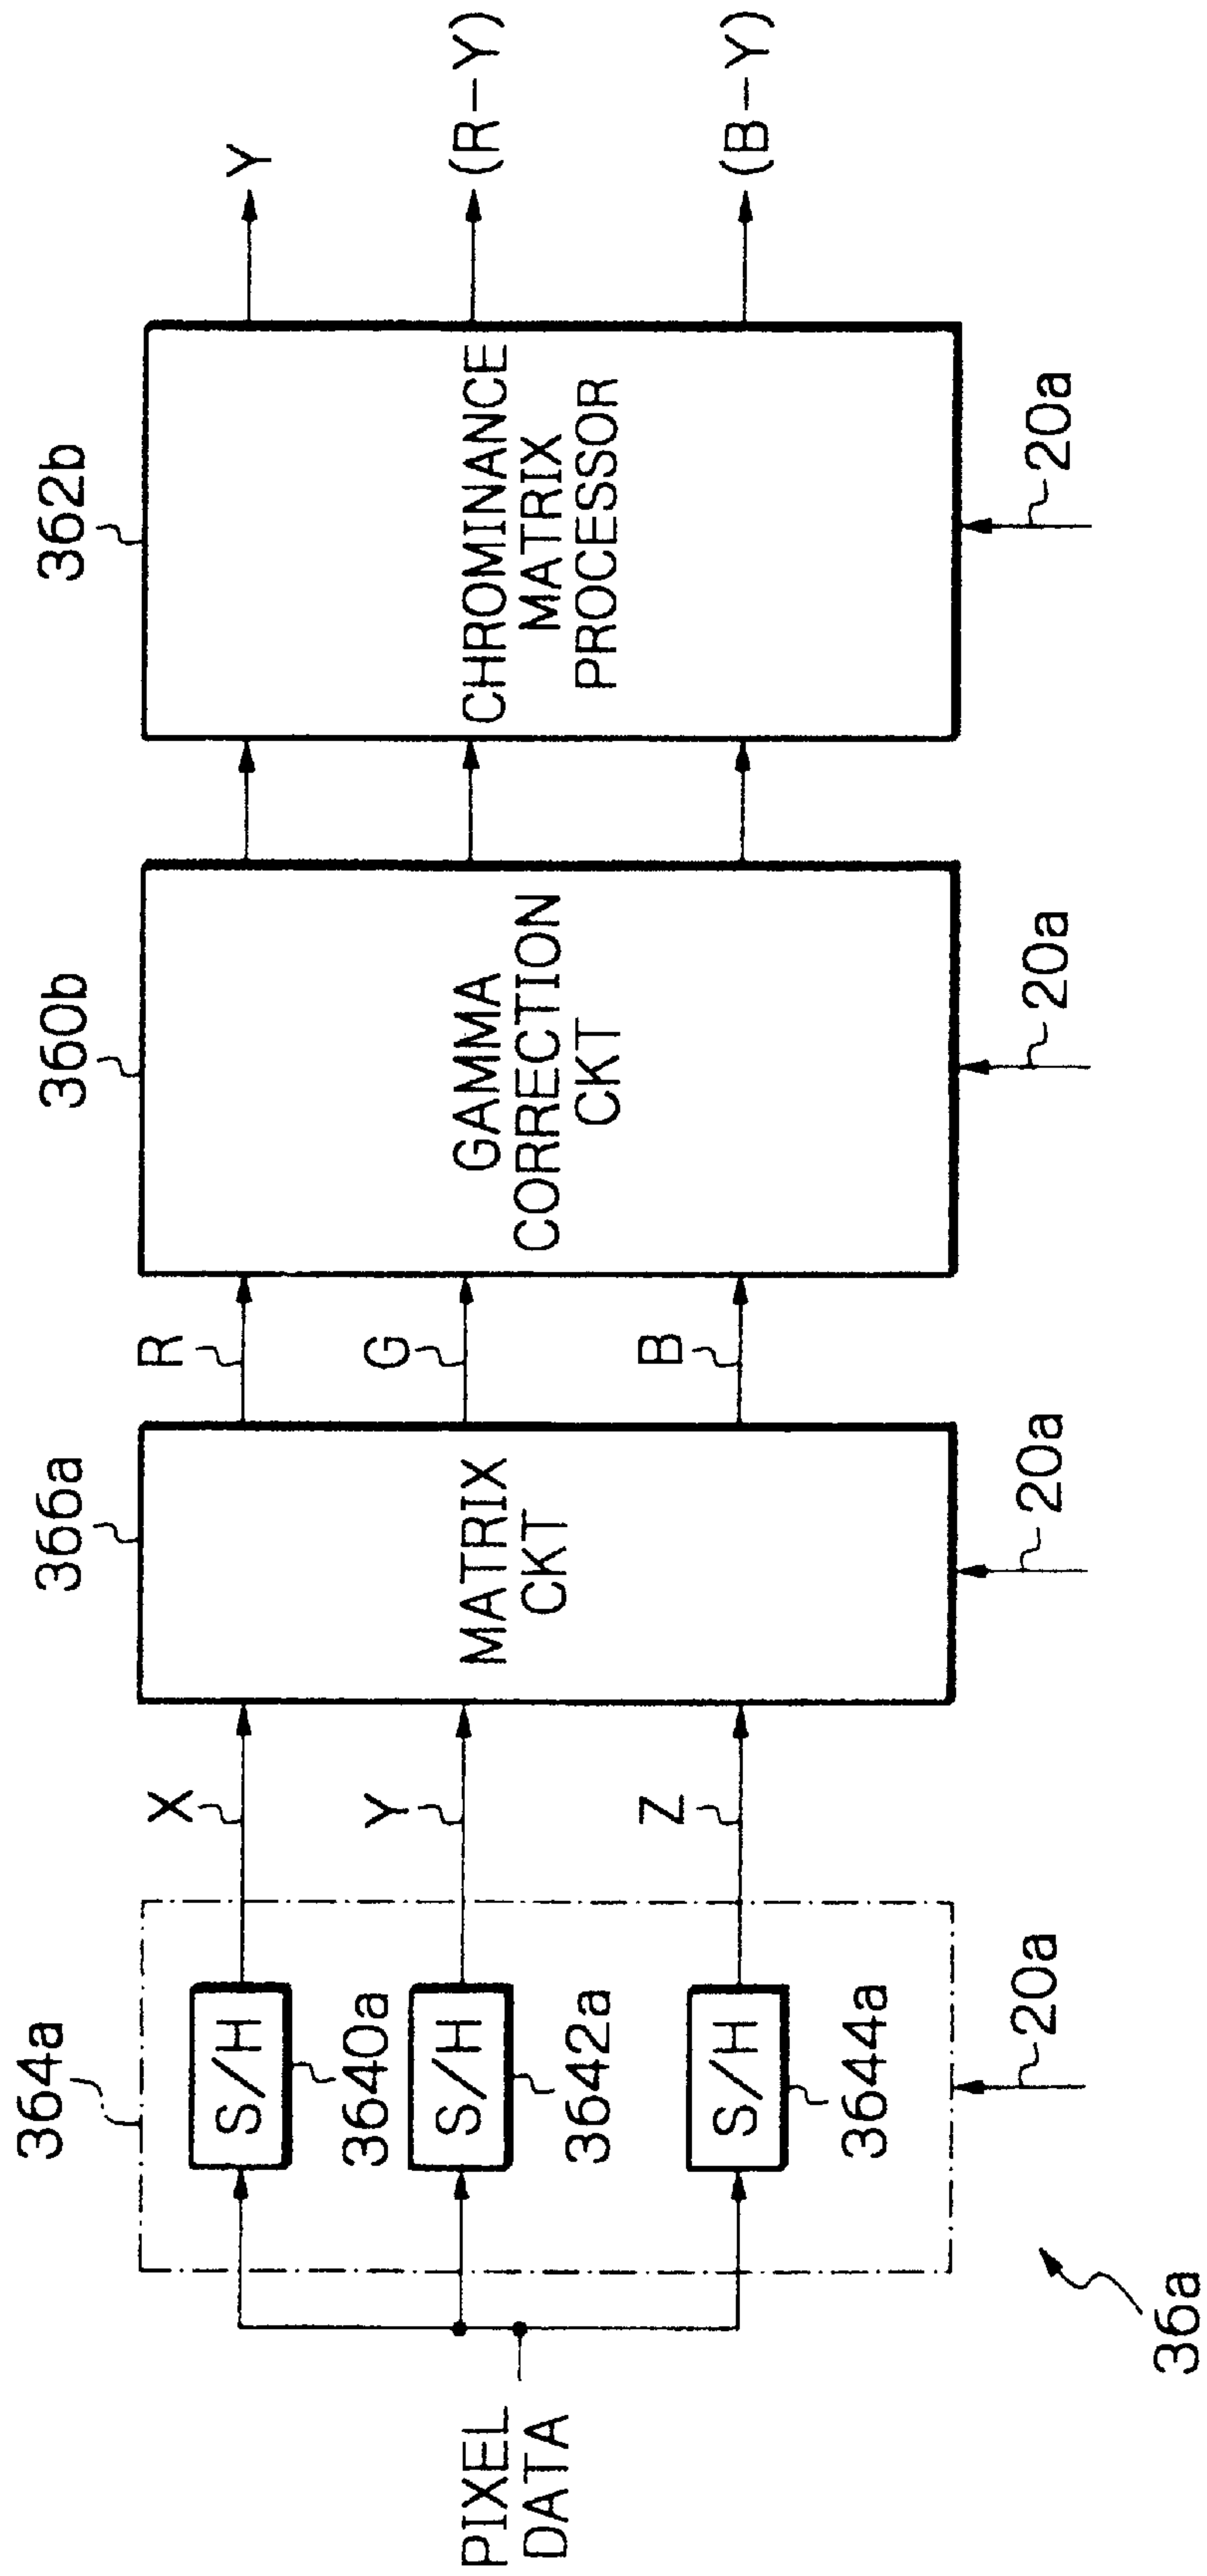 PIXEL
DATA
364a
S/H
3640a
S/H
3642a
S/H
3644a
20a
36a
X
Y
Z
366a
MATRIX
CKT
20a
R
G
B
360b
GAMMA
CORRECTION
CKT
20a
362b
CHROMINANCE
MATRIX
PROCESSOR
20a
Y
(R-Y)
(B-Y)